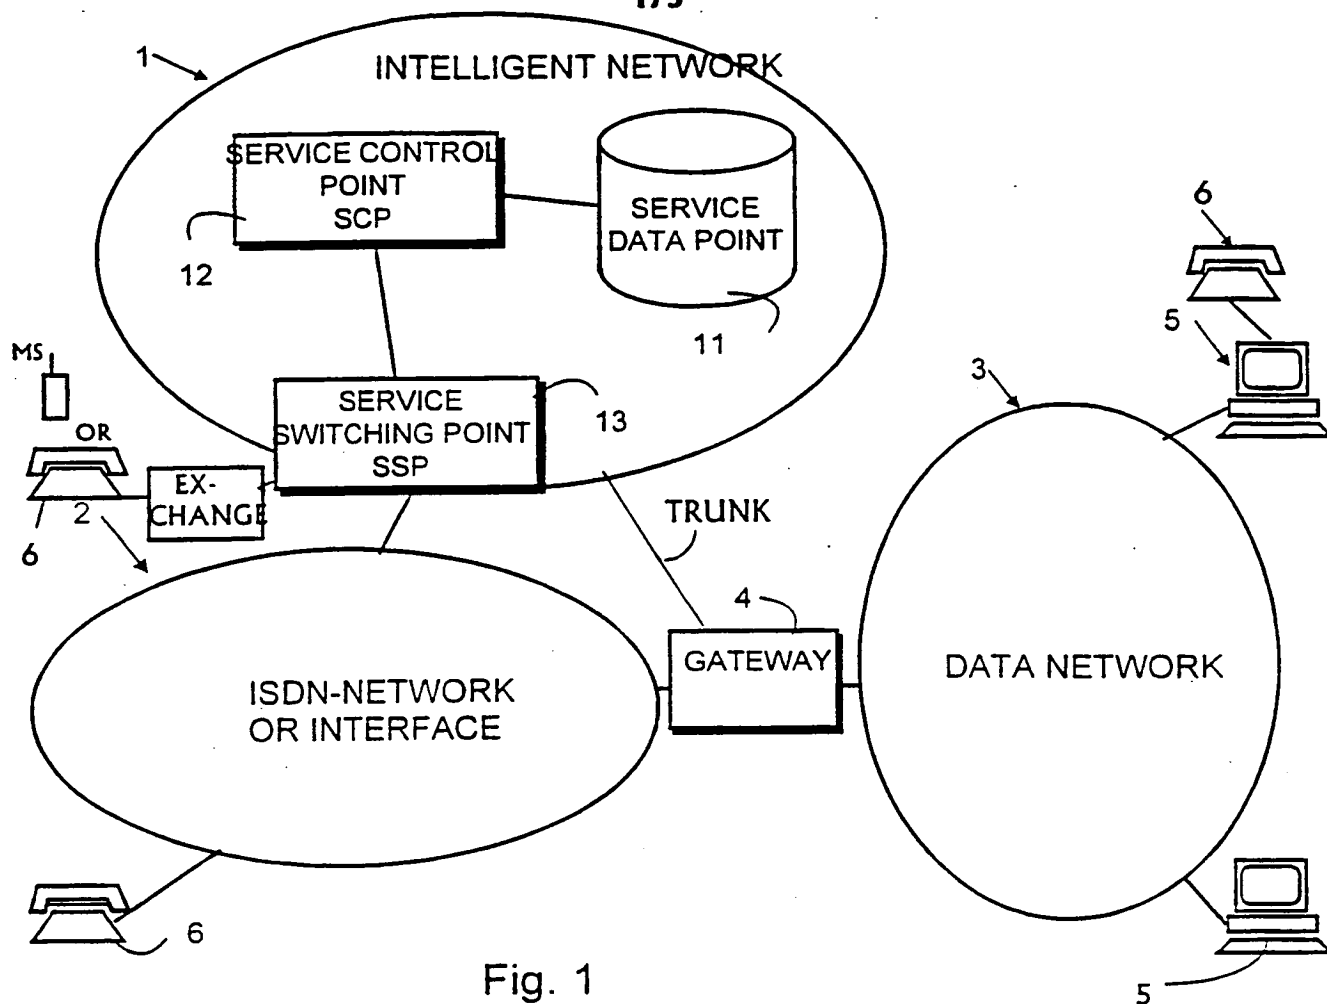 1
INTELLIGENT NETWORK
SERVICE CONTROL
POINT
SCP
12
SERVICE
DATA POINT
11
6
5
MS
OR
SERVICE
SWITCHING POINT
SSP
13
3
EX-
CHANGE
2
6
TRUNK
4
GATEWAY
DATA NETWORK
ISDN-NETWORK
OR INTERFACE
6
5
Fig. 1